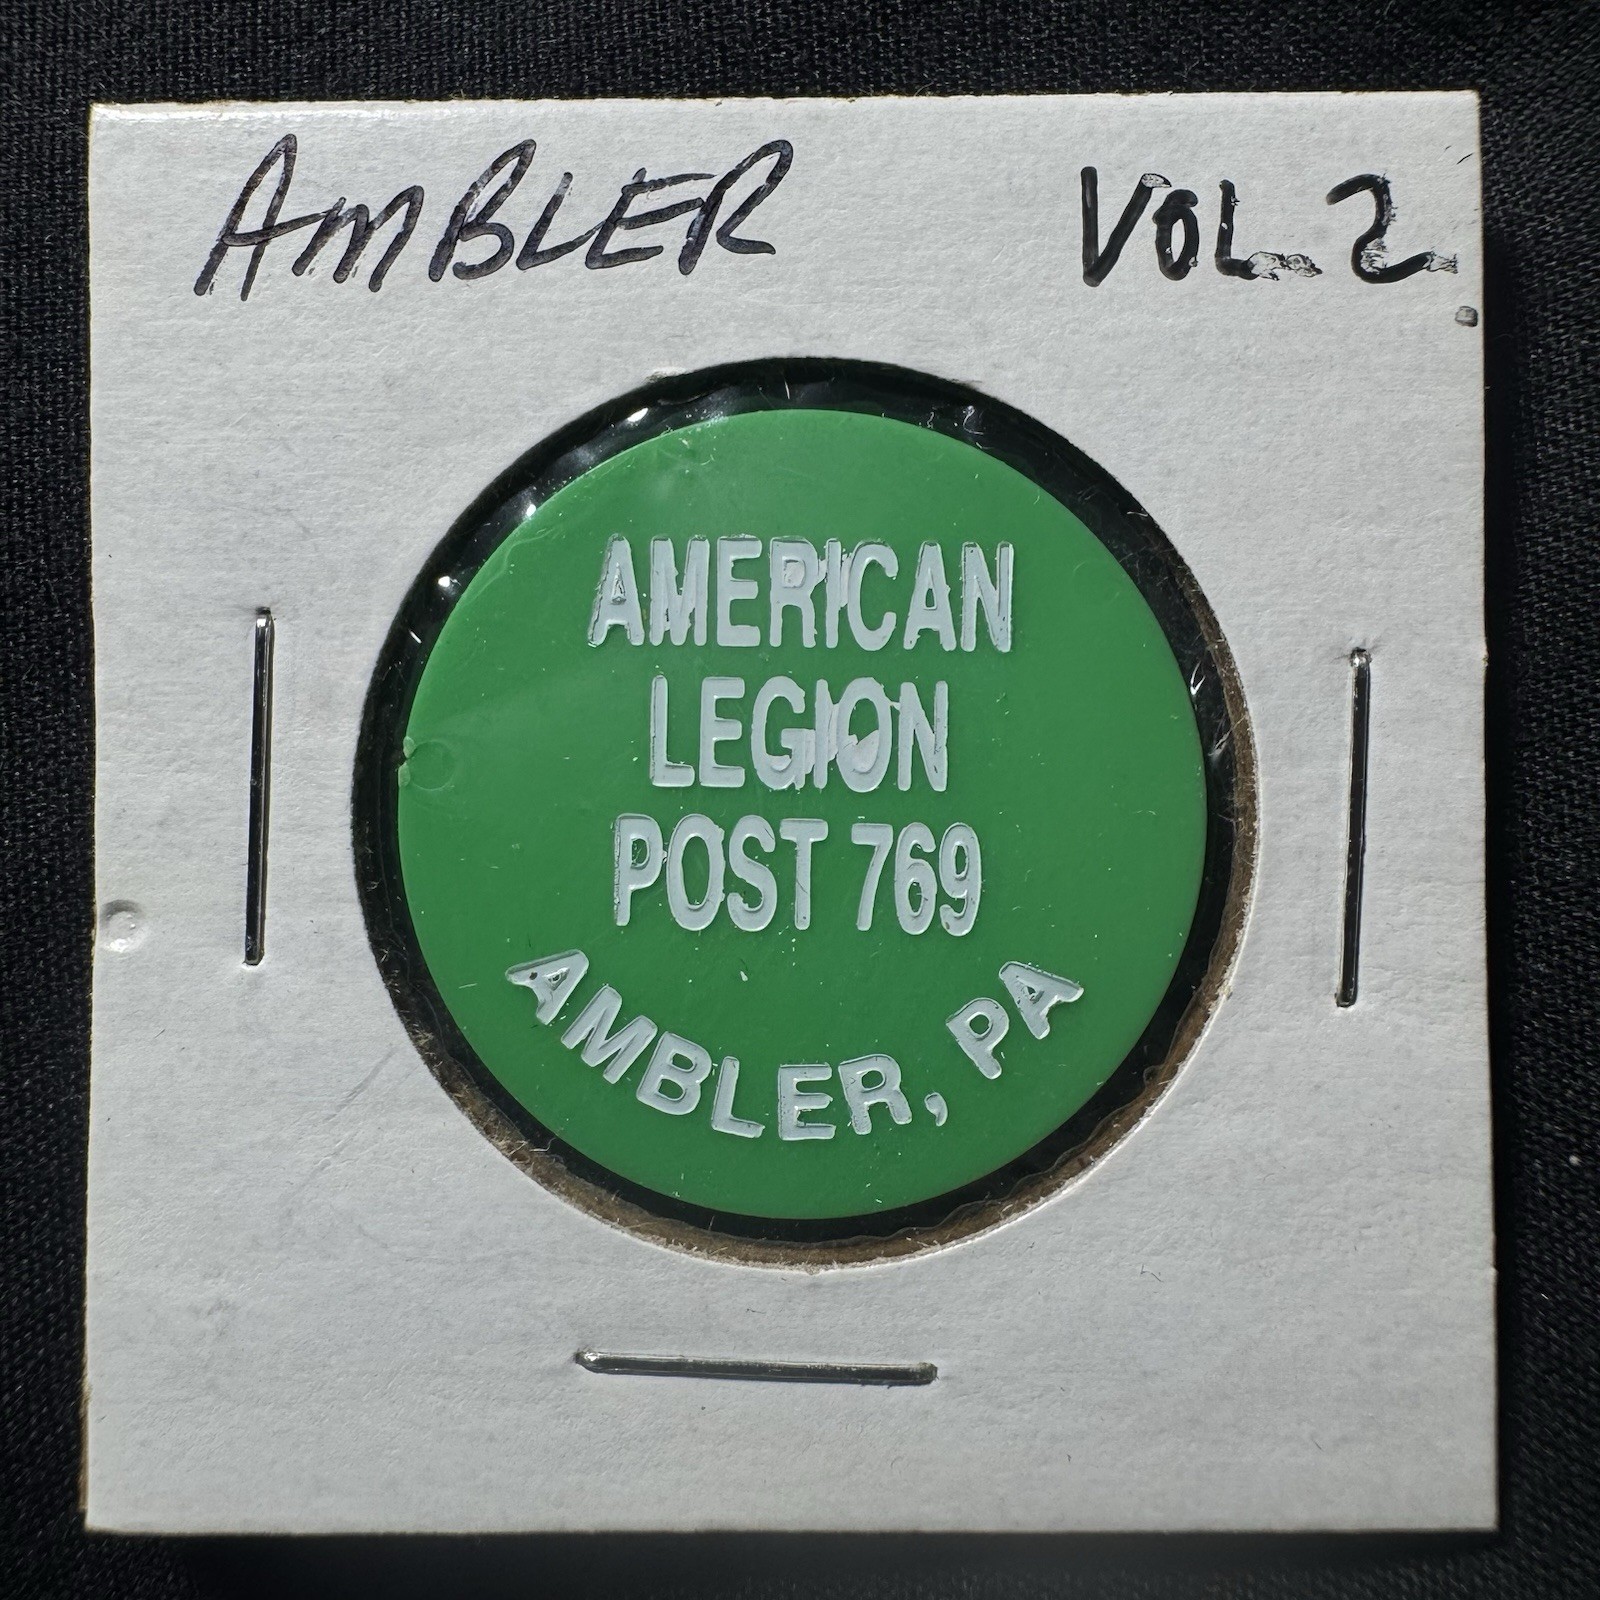 AMBLER VOL. 2
AMERICAN
LEGION
POST 769
AMBLER, PA